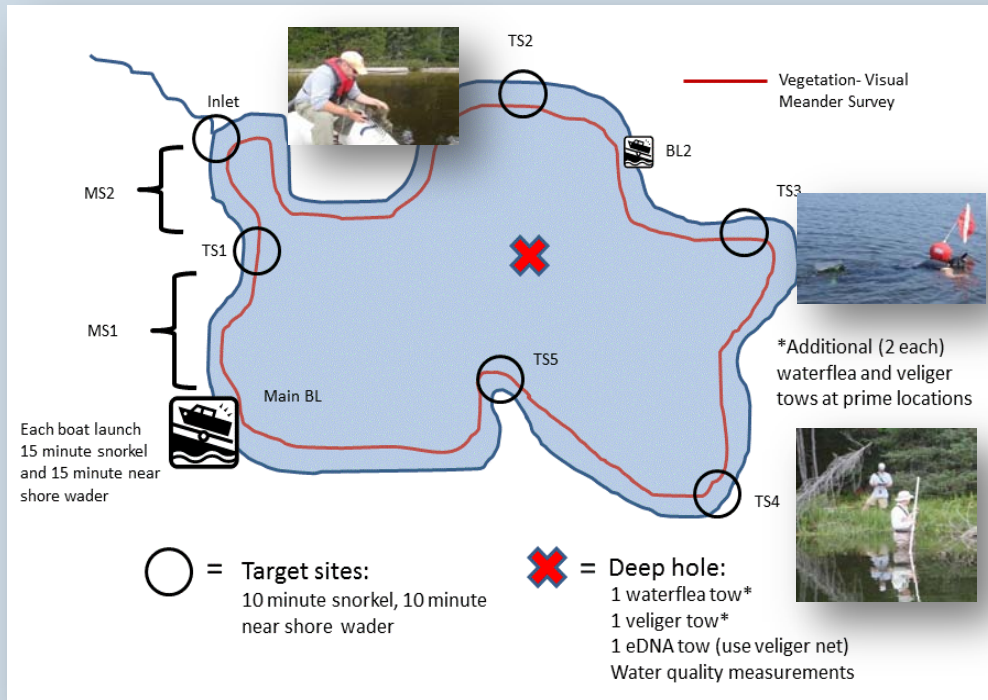 TS2
Vegetation- Visual
Meander Survey
Inlet
BL2
MS2
TS3
TS1
MS1
*Additional (2 each)
waterflea and veliger
tows at prime locations
TS5
Main BL
Each boat launch
15 minute snorkel
and 15 minute near
shore wader
TS4
= Target sites:
10 minute snorkel, 10 minute
near shore wader
= Deep hole:
1 waterflea tow*
1 veliger tow*
1 eDNA tow (use veliger net)
Water quality measurements